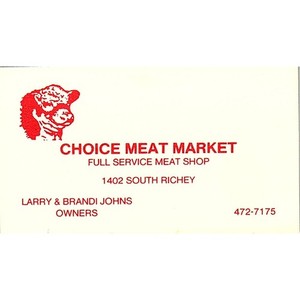 CHOICE MEAT MARKET
FULL SERVICE MEAT SHOP
1402 SOUTH RICHEY
LARRY & BRANDI JOHNS
OWNERS
472-7175